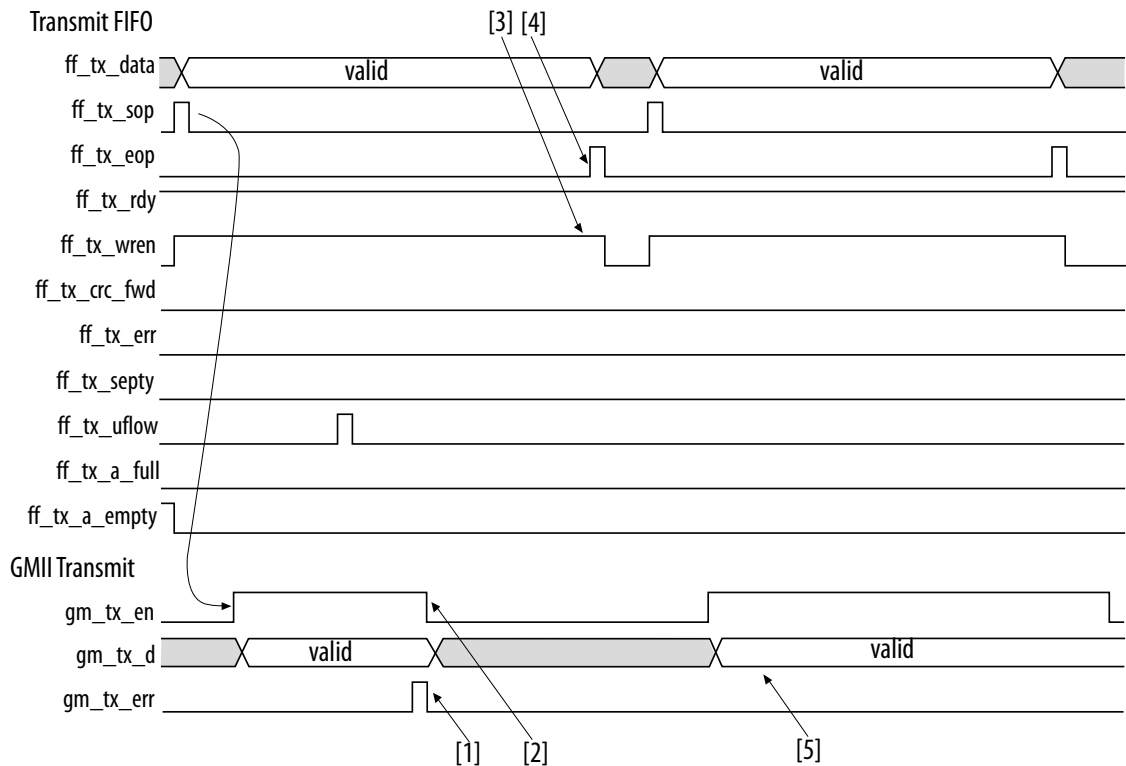 Transmit FIFO
[3] [4]
ff_tx_data valid valid
ff_tx_sop
ff_tx_eop
ff_tx_rdy
ff_tx_wren
ff_tx_crc_fwd
ff_tx_err
ff_tx_septy
ff_tx_uflow
ff_tx_a_full
ff_tx_a_empty
GMII Transmit
gm_tx_en
gm_tx_d valid valid
gm_tx_err
[1] [2] [5]